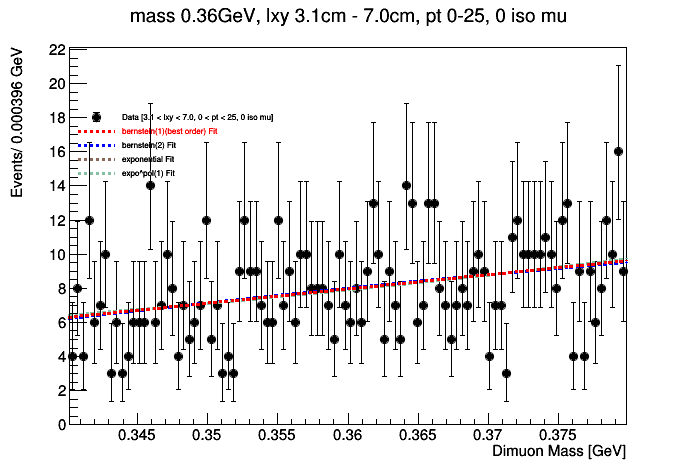 mass 0.36GeV, lxy 3.1cm - 7.0cm, pt 0-25, 0 iso mu
Events/ 0.000396 GeV
22
20
18
16
14
12
10
8
6
4
2
0
Data [3.1 < lxy < 7.0, 0 < pt < 25, 0 iso mu]
bernstein(1)(best order) Fit
bernstein(2) Fit
exponential Fit
expo*pol(1) Fit
0.345 0.35 0.355 0.36 0.365 0.37 0.375
Dimuon Mass [GeV]